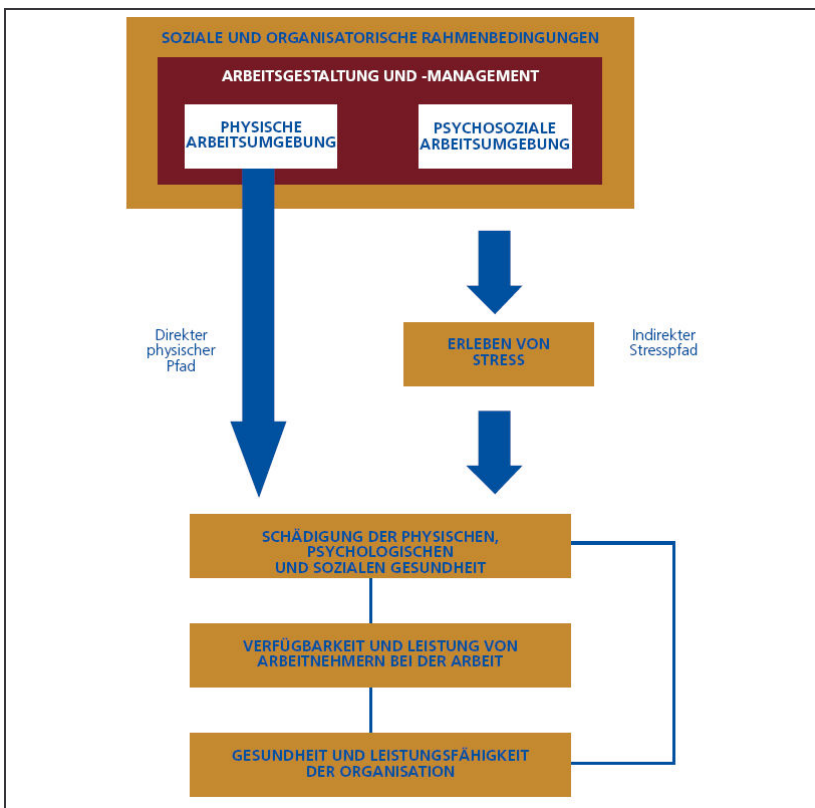 SOZIALE UND ORGANISATORISCHE RAHMENBEDINGUNGEN
ARBEITSGESTALTUNG UND -MANAGEMENT
PHYSISCHE
ARBEITSUMGEBUNG
PSYCHOSOZIALE
ARBEITSUMGEBUNG
Direkter
physischer
Pfad
ERLEBEN VON
STRESS
Indirekter
Stresspfad
SCHÄDIGUNG DER PHYSISCHEN,
PSYCHOLOGISCHEN
UND SOZIALEN GESUNDHEIT
VERFÜGBARKEIT UND LEISTUNG VON
ARBEITNEHMERN BEI DER ARBEIT
GESUNDHEIT UND LEISTUNGSFÄHIGKEIT
DER ORGANISATION